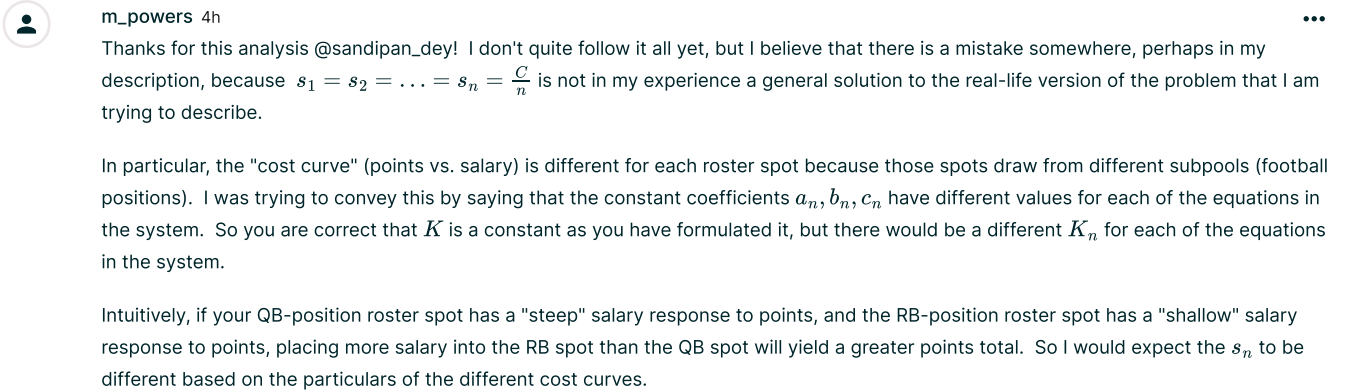 m_powers 4h
Thanks for this analysis @sandipan_dey! I don't quite follow it all yet, but I believe that there is a mistake somewhere, perhaps in my
description, because $s_1 = s_2 = \ldots = s_n = \frac{C}{n}$ is not in my experience a general solution to the real-life version of the problem that I am
trying to describe.
In particular, the "cost curve" (points vs. salary) is different for each roster spot because those spots draw from different subpools (football
positions). I was trying to convey this by saying that the constant coefficients $a_n, b_n, c_n$ have different values for each of the equations in
the system. So you are correct that $K$ is a constant as you have formulated it, but there would be a different $K_n$ for each of the equations
in the system.
Intuitively, if your QB-position roster spot has a "steep" salary response to points, and the RB-position roster spot has a "shallow" salary
response to points, placing more salary into the RB spot than the QB spot will yield a greater points total. So I would expect the $s_n$ to be
different based on the particulars of the different cost curves.